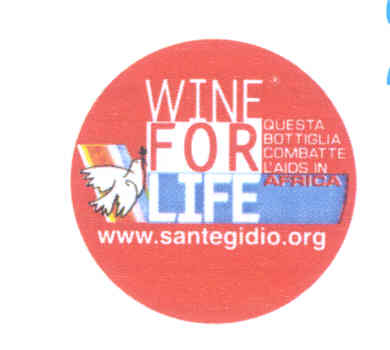 WINE®
FOR
LIFE
QUESTA
BOTTIGLIA
COMBATTE
L'AIDS IN
AFRICA
www.santegidio.org